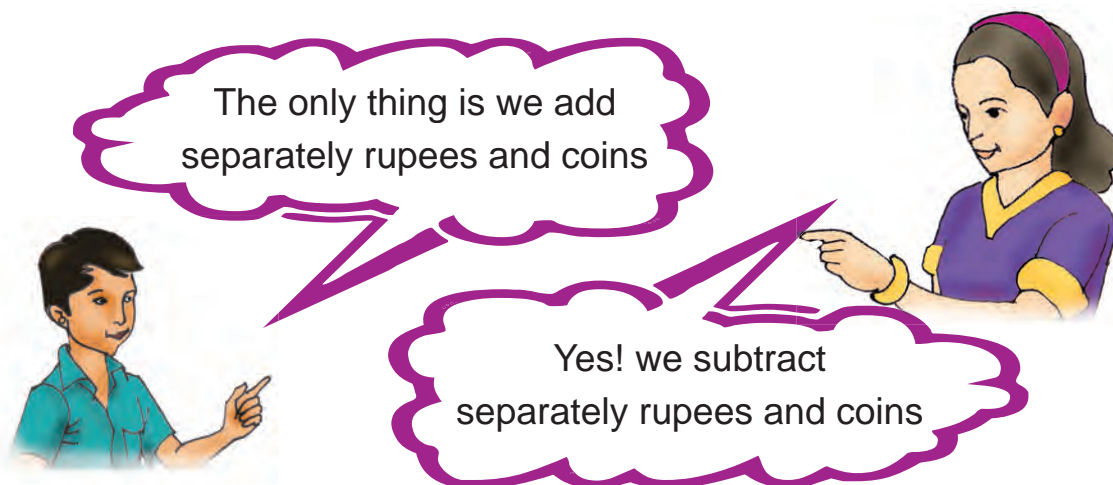 The only thing is we add
separately rupees and coins
Yes! we subtract
separately rupees and coins